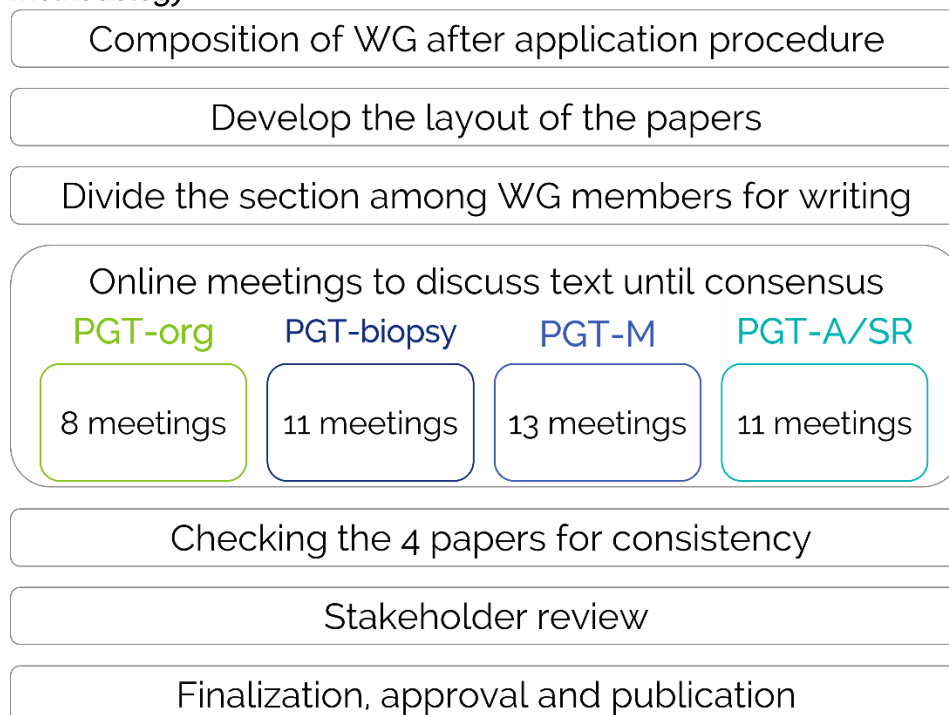 Methodology
Composition of WG after application procedure
Develop the layout of the papers
Divide the section among WG members for writing
Online meetings to discuss text until consensus
PGT-org PGT-biopsy PGT-M PGT-A/SR
8 meetings 11 meetings 13 meetings 11 meetings
Checking the 4 papers for consistency
Stakeholder review
Finalization, approval and publication